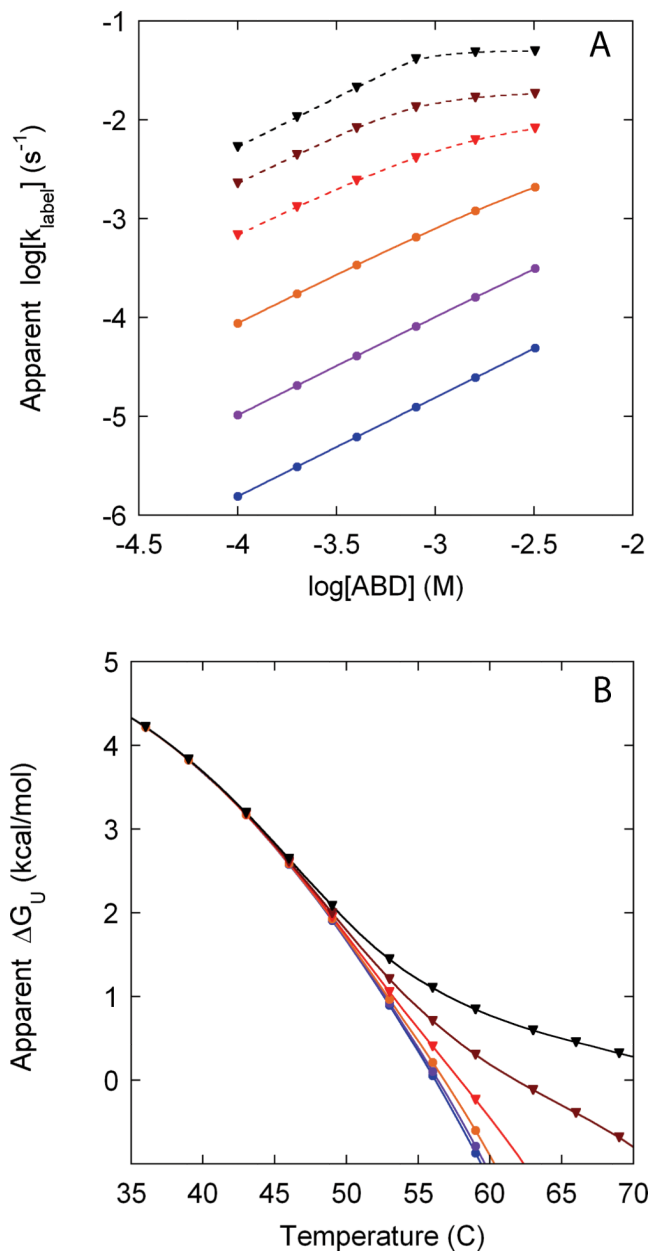 A
-1
-2
-3
-4
-5
-6
Apparent log[k_label] (s⁻¹)
-4.5 -4 -3.5 -3 -2.5 -2
log[ABD] (M)
B
5
4
3
2
1
0
Apparent ΔG_U (kcal/mol)
35 40 45 50 55 60 65 70
Temperature (C)